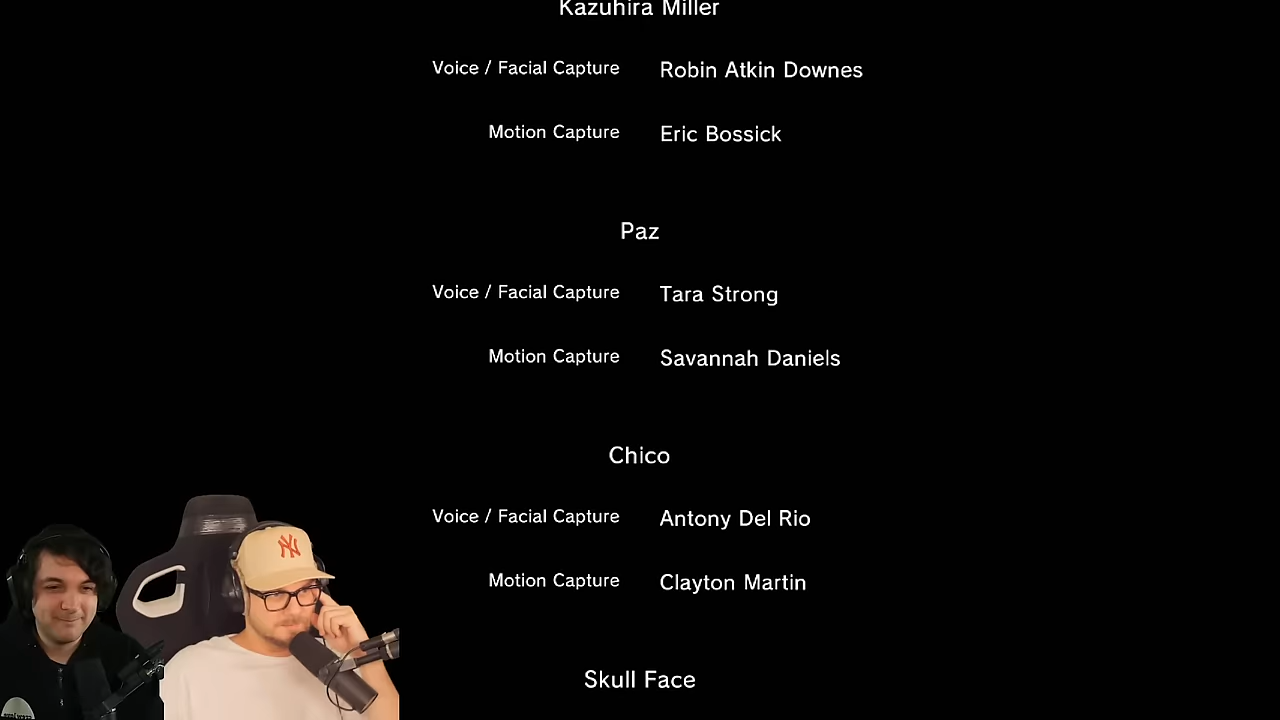 Kazuhira Miller
Voice / Facial Capture Robin Atkin Downes
Motion Capture Eric Bossick
Paz
Voice / Facial Capture Tara Strong
Motion Capture Savannah Daniels
Chico
Voice / Facial Capture Antony Del Rio
Motion Capture Clayton Martin
Skull Face
NY